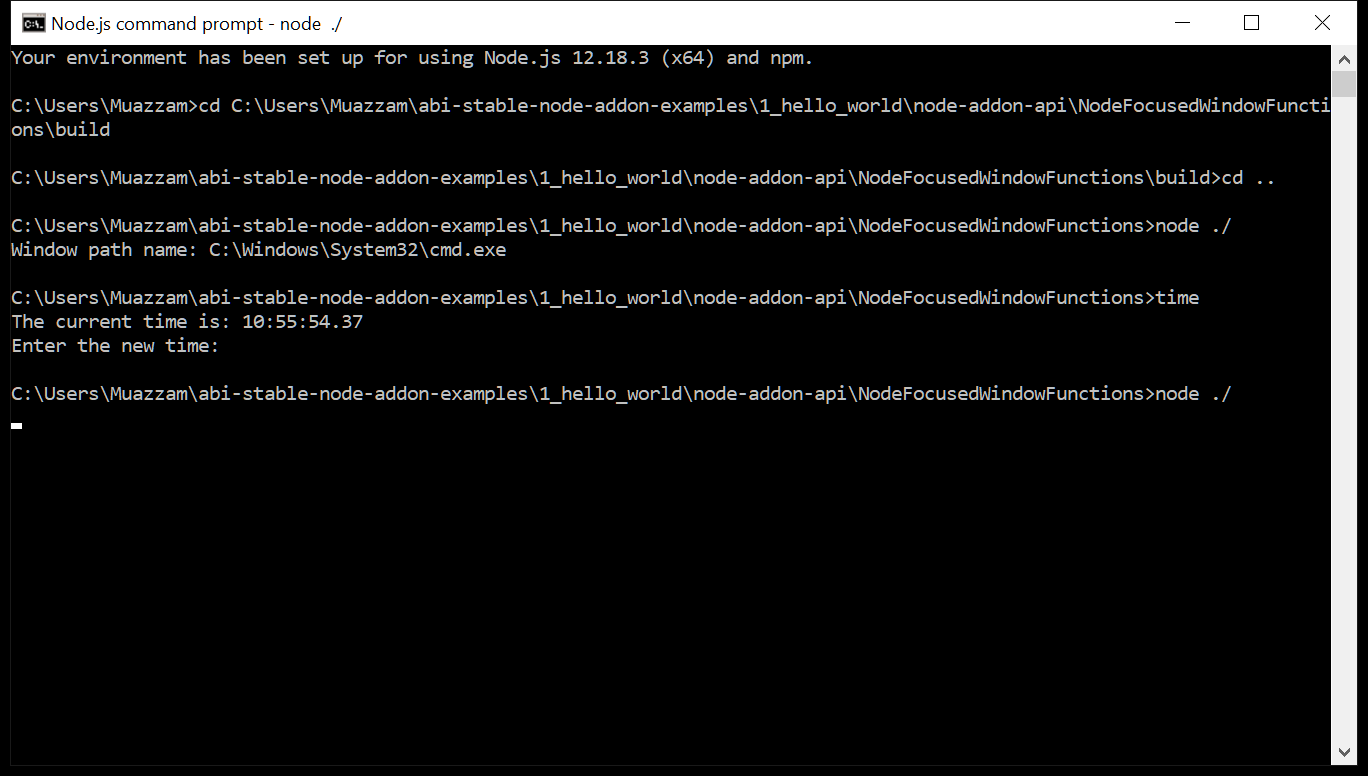 Node.js command prompt - node  ./
Your environment has been set up for using Node.js 12.18.3 (x64) and npm.
C:\Users\Muazzam>cd C:\Users\Muazzam\abi-stable-node-addon-examples\1_hello_world\node-addon-api\NodeFocusedWindowFuncti
ons\build
C:\Users\Muazzam\abi-stable-node-addon-examples\1_hello_world\node-addon-api\NodeFocusedWindowFunctions\build>cd ..
C:\Users\Muazzam\abi-stable-node-addon-examples\1_hello_world\node-addon-api\NodeFocusedWindowFunctions>node ./
Window path name: C:\Windows\System32\cmd.exe
C:\Users\Muazzam\abi-stable-node-addon-examples\1_hello_world\node-addon-api\NodeFocusedWindowFunctions>time
The current time is: 10:55:54.37
Enter the new time:
C:\Users\Muazzam\abi-stable-node-addon-examples\1_hello_world\node-addon-api\NodeFocusedWindowFunctions>node ./